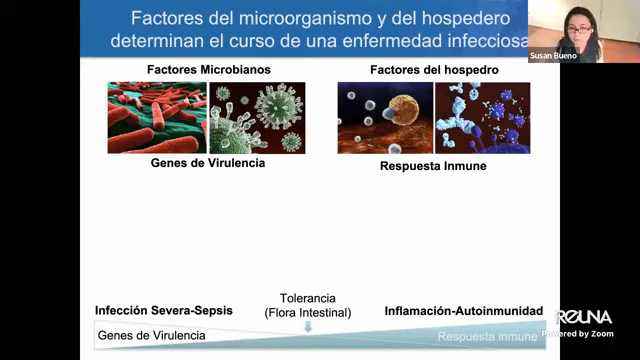 Factores del microorganismo y del hospedero
determinan el curso de una enfermedad infecciosa
Susan Bueno
Factores Microbianos
Factores del hospedro
Genes de Virulencia
Respuesta Inmune
Tolerancia
(Flora Intestinal)
Infección Severa-Sepsis
Inflamación-Autoinmunidad
Genes de Virulencia
Respuesta inmune
REUNA
Powered by Zoom